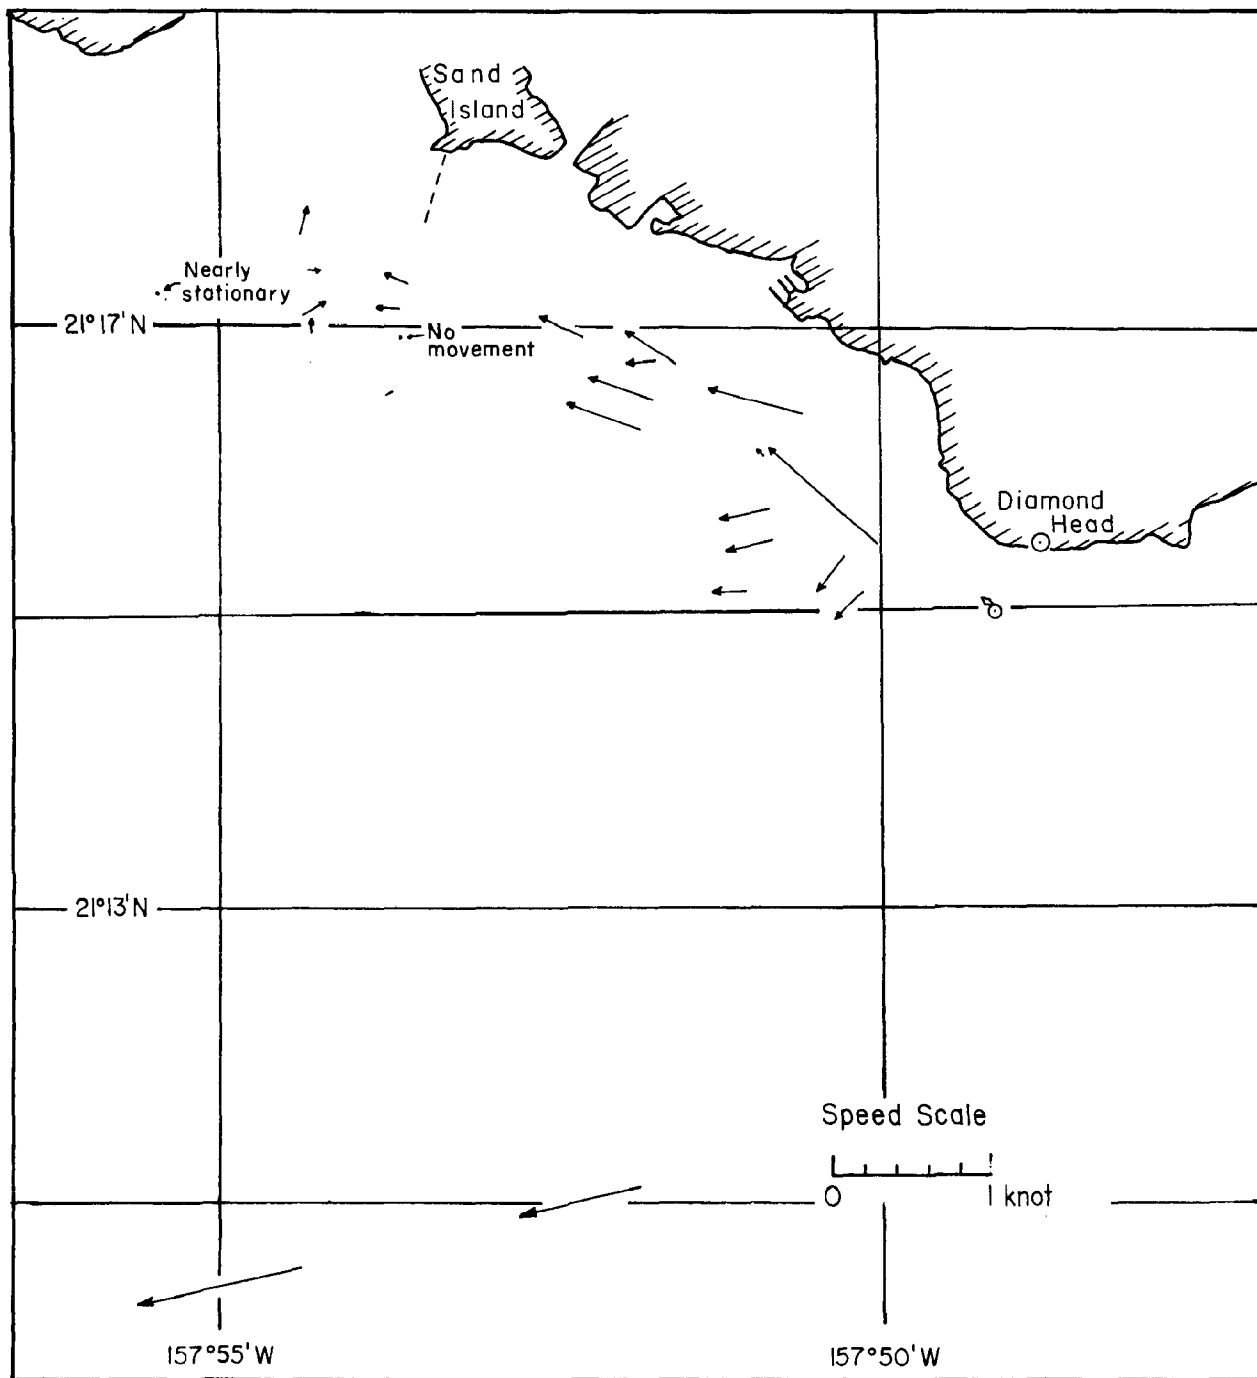 Sand
Island
Nearly
stationary
21°17'N
No
movement
Diamond
Head
21°13'N
Speed Scale
0
1 knot
157°55'W
157°50'W